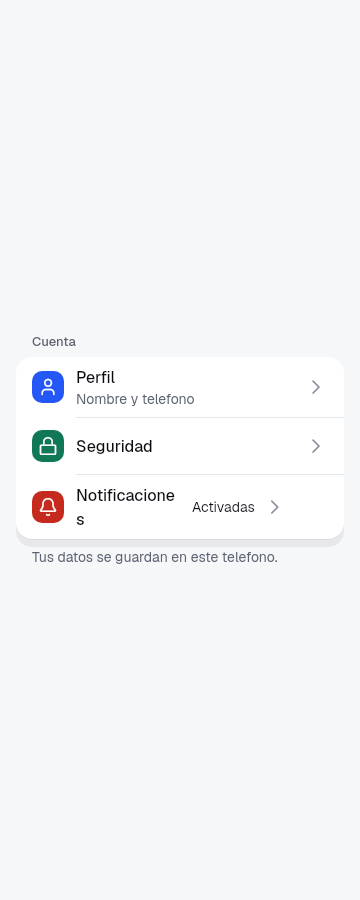 Cuenta
Perfil
Nombre y telefono
Seguridad
Notificacione
s
Activadas
Tus datos se guardan en este telefono.